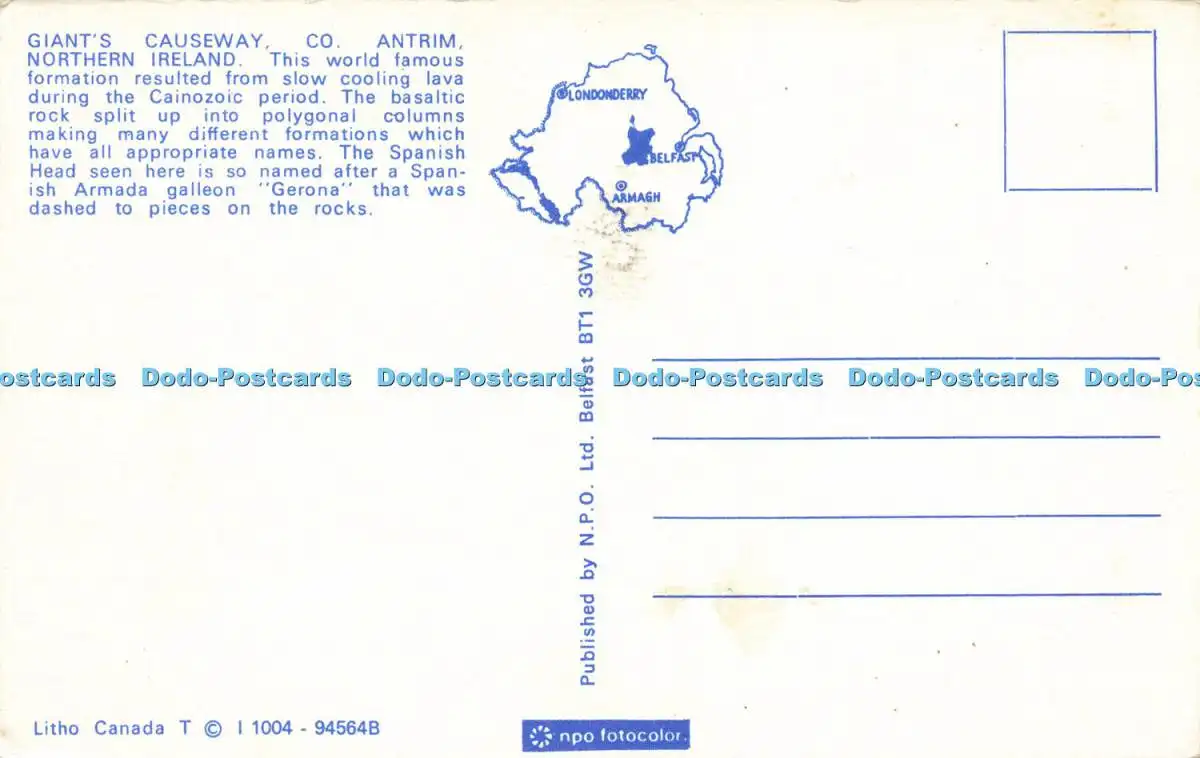 GIANT'S CAUSEWAY, CO. ANTRIM,
NORTHERN IRELAND. This world famous
formation resulted from slow cooling lava
during the Cainozoic period. The basaltic
rock split up into polygonal columns
making many different formations which
have all appropriate names. The Spanish
Head seen here is so named after a Span-
ish Armada galleon "Gerona" that was
dashed to pieces on the rocks.
LONDONDERRY
BELFAST
ARMAGH
Published by N.P.O. Ltd. Belfast BT1 3GW
ostcards Dodo-Postcards Dodo-Postcards Dodo-Postcards Dodo-Postcards Dodo-Pos
Litho Canada T © I 1004 - 94564B
npo fotocolor.